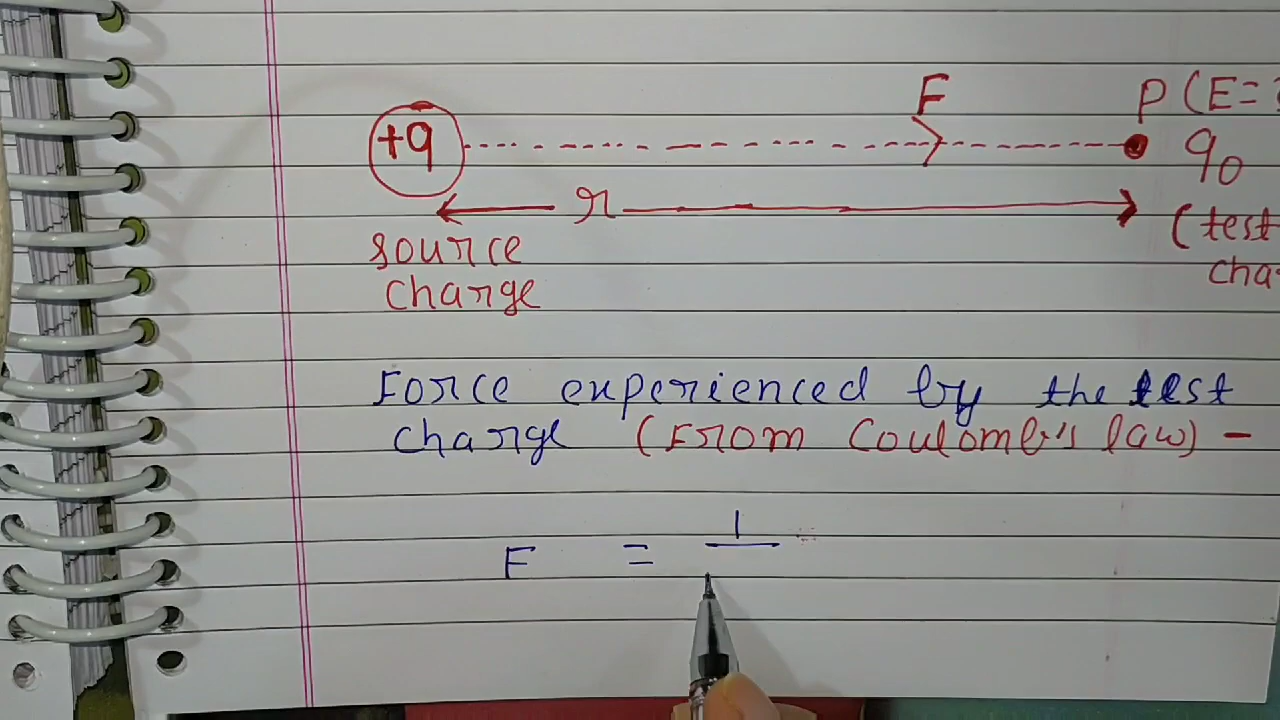 F P (E=
+q q₀
r
(test
source
charge
Force experienced by the test
charge (From Coulomb's law) -
F = 1